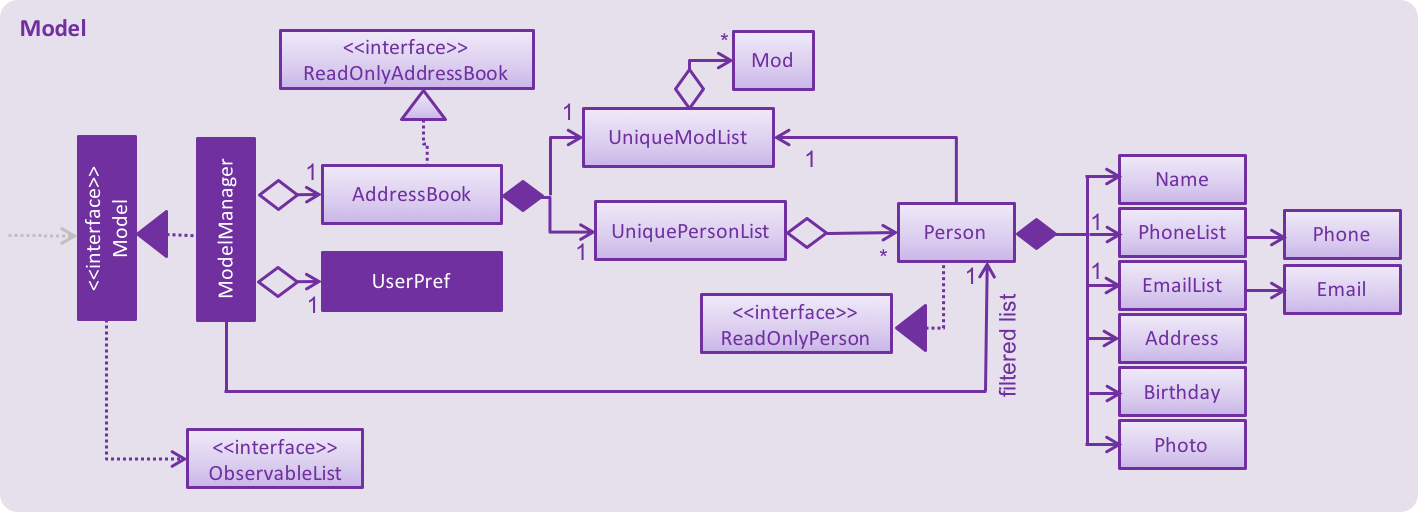 Model
<<interface>>
ReadOnlyAddressBook
*
Mod
1
UniqueModList
<<interface>>
Model
ModelManager
1
AddressBook
1
Name
UniquePersonList
1
*
Person
1
PhoneList
Phone
UserPref
1
1
1
EmailList
Email
<<interface>>
ReadOnlyPerson
filtered list
Address
Birthday
Photo
<<interface>>
ObservableList